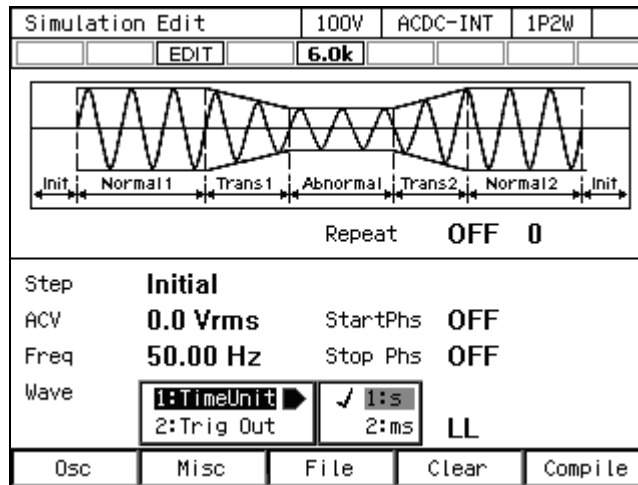 Simulation Edit 100V ACDC-INT 1P2W
EDIT 6.0k
Init Normal1 Trans1 Abnormal Trans2 Normal2 Init
Repeat OFF 0
Step Initial
ACV 0.0 Vrms StartPhs OFF
Freq 50.00 Hz Stop Phs OFF
Wave 1:TimeUnit ✓ 1:s
2:Trig Out 2:ms LL
Osc Misc File Clear Compile